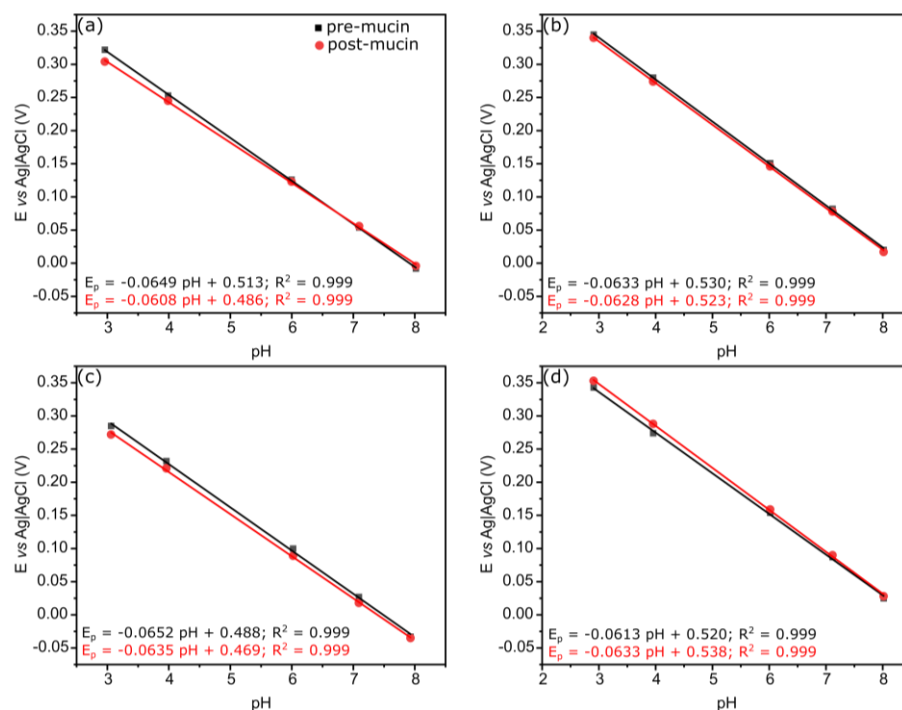 (a)
pre-mucin
post-mucin
0.35
0.30
0.25
0.20
0.15
0.10
0.05
0.00
-0.05
E vs Ag|AgCl (V)
E_p = -0.0649 pH + 0.513; R² = 0.999
E_p = -0.0608 pH + 0.486; R² = 0.999
3 4 5 6 7 8
pH
(b)
0.35
0.30
0.25
0.20
0.15
0.10
0.05
0.00
-0.05
E vs Ag|AgCl (V)
E_p = -0.0633 pH + 0.530; R² = 0.999
E_p = -0.0628 pH + 0.523; R² = 0.999
2 3 4 5 6 7 8
pH
(c)
0.35
0.30
0.25
0.20
0.15
0.10
0.05
0.00
-0.05
E vs Ag|AgCl (V)
E_p = -0.0652 pH + 0.488; R² = 0.999
E_p = -0.0635 pH + 0.469; R² = 0.999
3 4 5 6 7 8
pH
(d)
0.35
0.30
0.25
0.20
0.15
0.10
0.05
0.00
-0.05
E vs Ag|AgCl (V)
E_p = -0.0613 pH + 0.520; R² = 0.999
E_p = -0.0633 pH + 0.538; R² = 0.999
2 3 4 5 6 7 8
pH